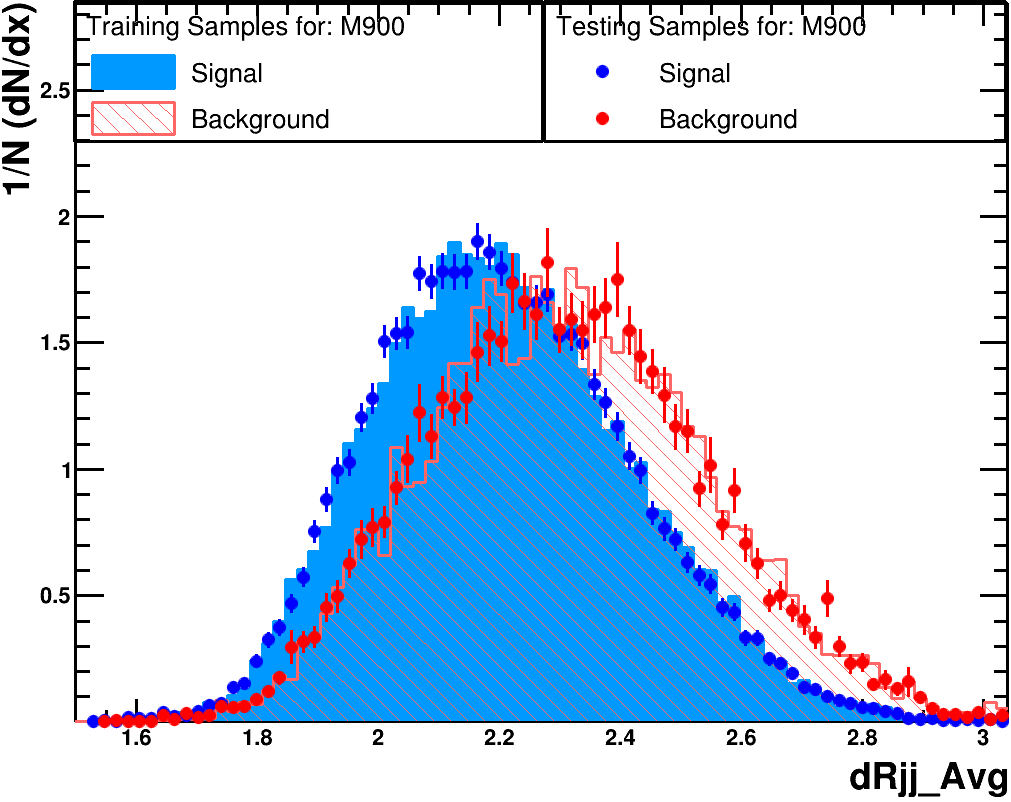 1/N (dN/dx)
Training Samples for: M900
Signal
Background
Testing Samples for: M900
Signal
Background
2.5
2
1.5
1
0.5
1.6 1.8 2 2.2 2.4 2.6 2.8 3
dRjj_Avg